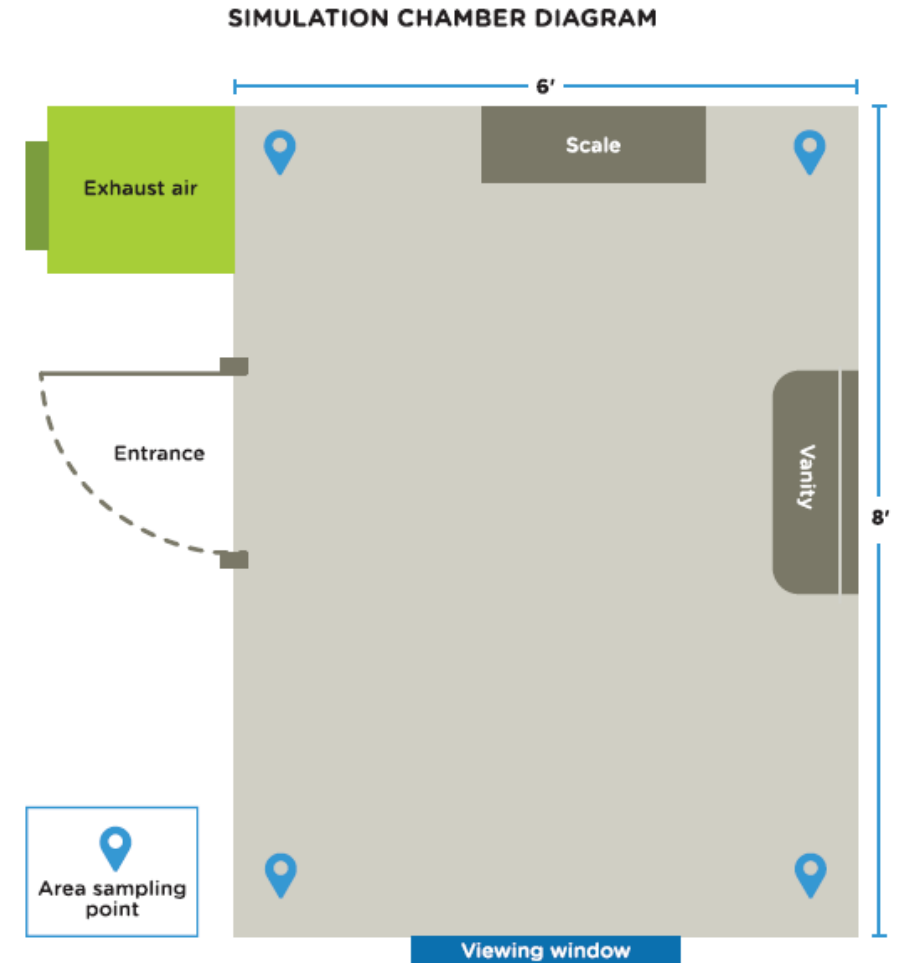 SIMULATION CHAMBER DIAGRAM
6'
Scale
Exhaust air
Entrance
Vanity
8'
Area sampling
point
Viewing window